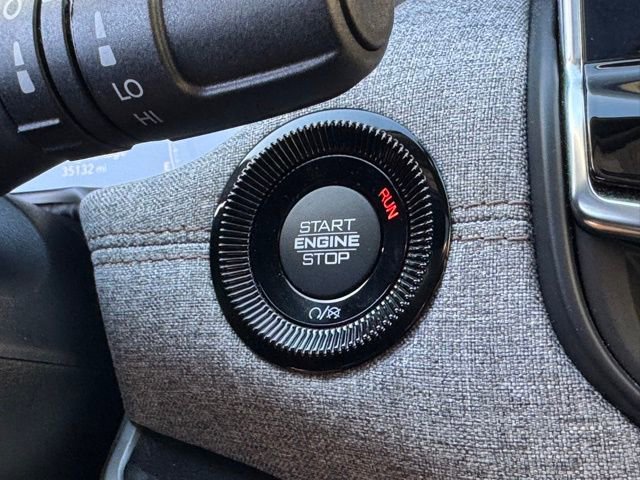 LO
HI
35132 mi
RUN
START
ENGINE
STOP